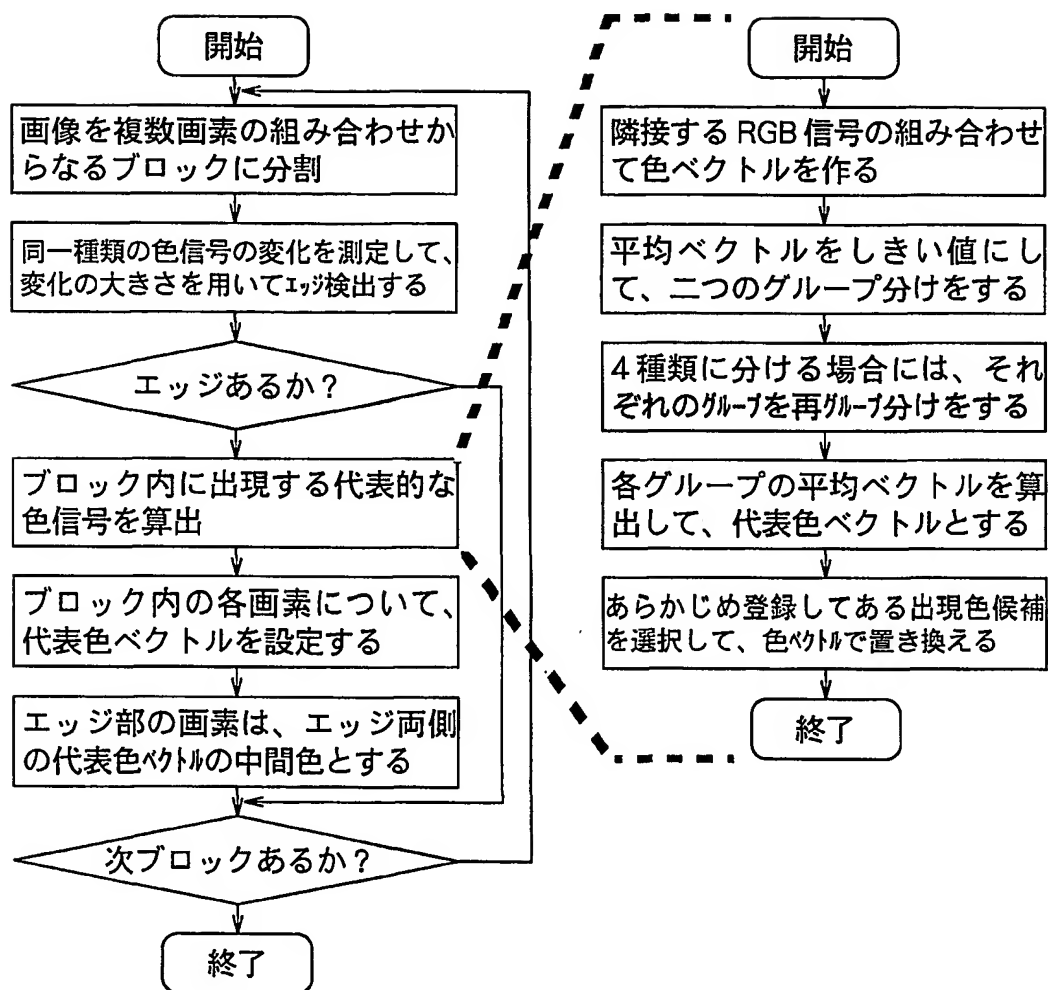 開始
画像を複数画素の組み合わせか
らなるブロックに分割
同一種類の色信号の変化を測定して、
変化の大きさを用いてエッジ検出する
エッジあるか？
ブロック内に出現する代表的な
色信号を算出
ブロック内の各画素について、
代表色ベクトルを設定する
エッジ部の画素は、エッジ両側
の代表色ベクトルの中間色とする
次ブロックあるか？
終了
開始
隣接する RGB 信号の組み合わせ
て色ベクトルを作る
平均ベクトルをしきい値にし
て、二つのグループ分けをする
４種類に分ける場合には、それ
ぞれのグループを再グループ分けをする
各グループの平均ベクトルを算
出して、代表色ベクトルとする
あらかじめ登録してある出現色候補
を選択して、色ベクトルで置き換える
終了